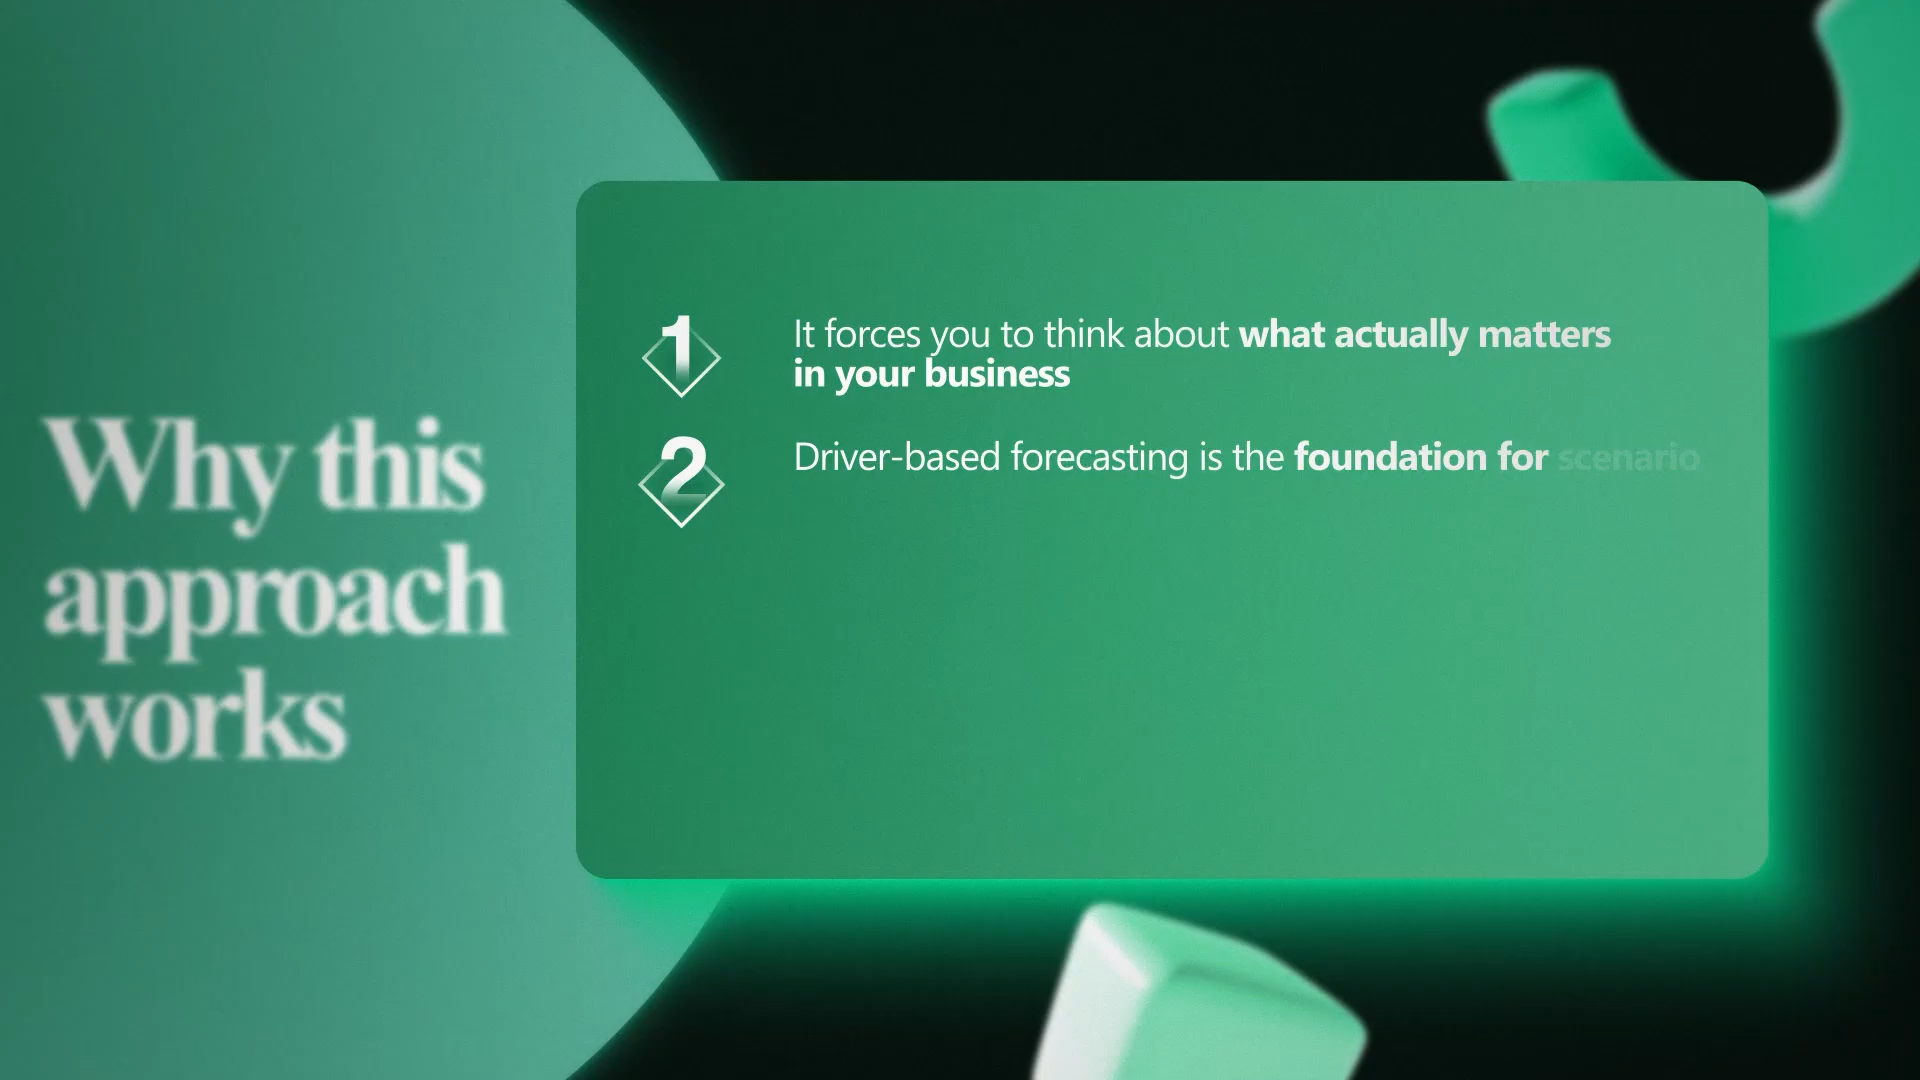 Why this
approach
works
1
It forces you to think about what actually matters
in your business
2
Driver-based forecasting is the foundation for scenario